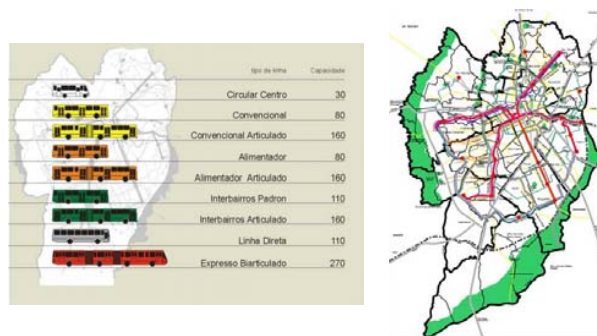 tipo de linha Capacidade
Circular Centro 30
Convencional 80
Convencional Articulado 160
Alimentador 80
Alimentador Articulado 160
Interbairros Padron 110
Interbairros Articulado 160
Linha Direta 110
Expresso Biarticulado 270